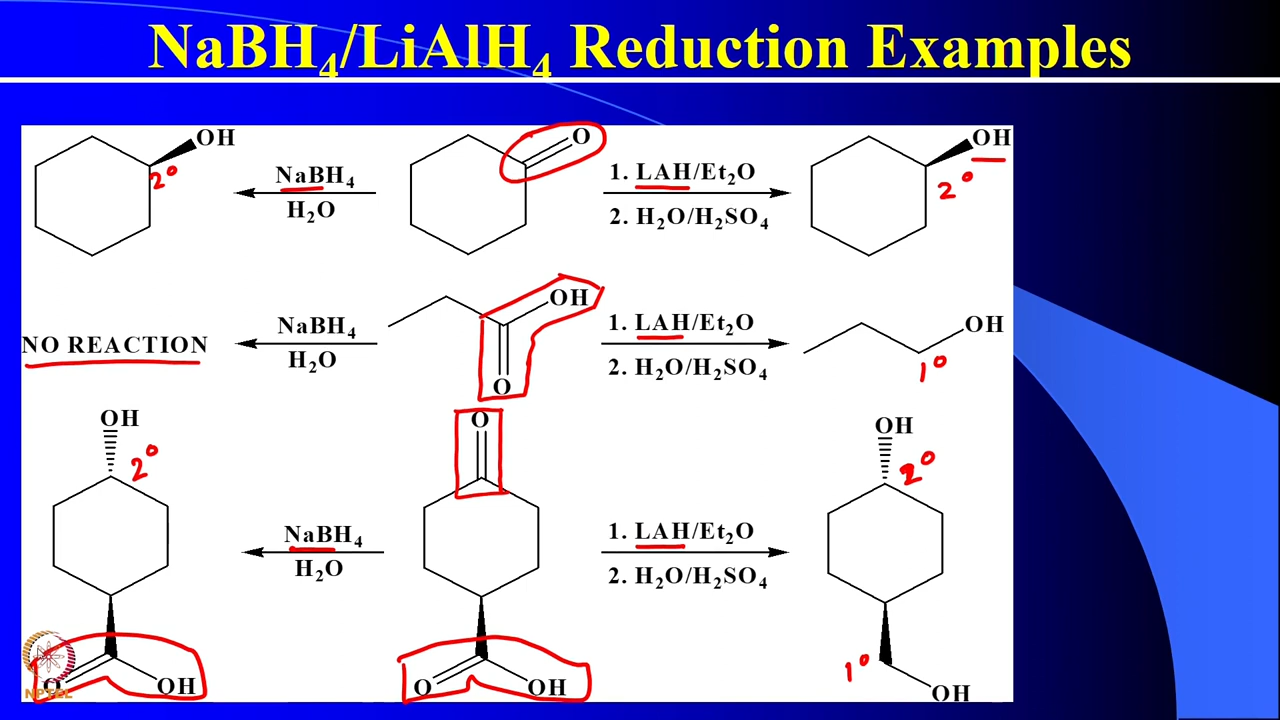 NaBH₄/LiAlH₄ Reduction Examples
OH
2°
NaBH₄
H₂O
O
1. LAH/Et₂O
2. H₂O/H₂SO₄
OH
2°
NO REACTION
NaBH₄
H₂O
OH
O
1. LAH/Et₂O
2. H₂O/H₂SO₄
OH
1°
OH
2°
O
OH
NaBH₄
H₂O
O
O
OH
1. LAH/Et₂O
2. H₂O/H₂SO₄
OH
2°
1°
OH
NPTEL